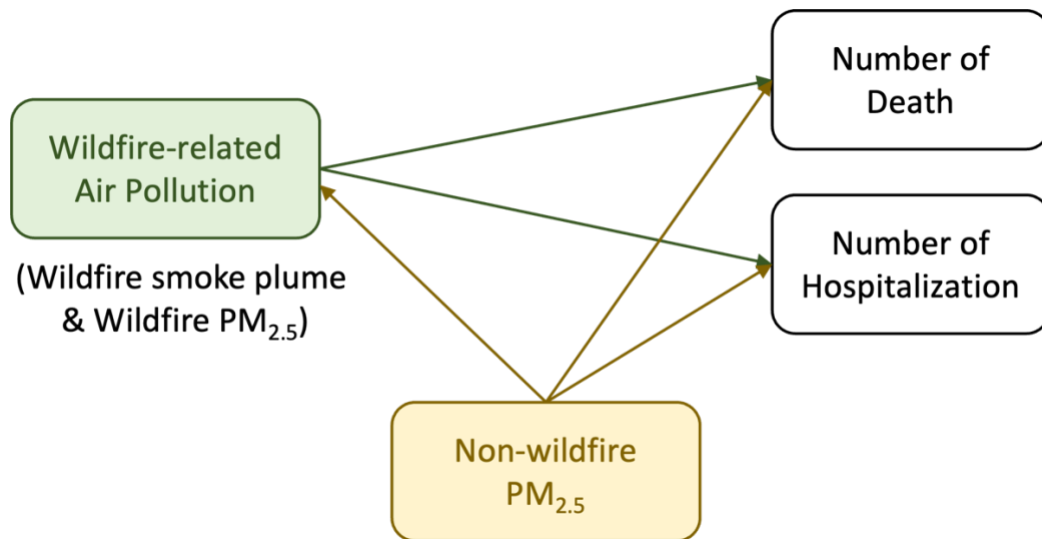 Wildfire-related
Air Pollution
(Wildfire smoke plume
& Wildfire PM₂.₅)
Number of
Death
Number of
Hospitalization
Non-wildfire
PM₂.₅